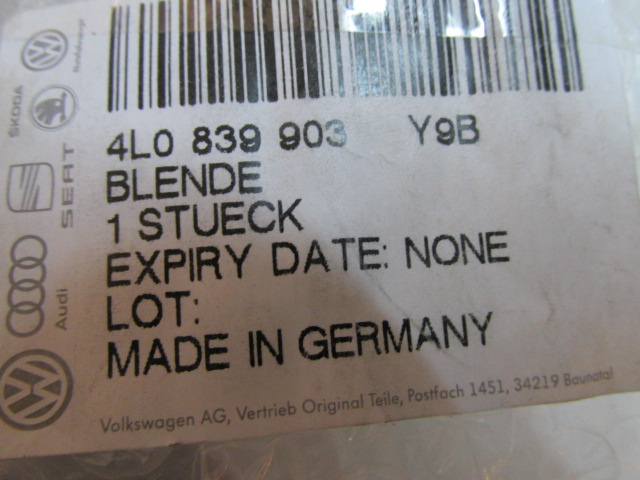 4L0 839 903 Y9B
BLENDE
1 STUECK
EXPIRY DATE: NONE
LOT:
MADE IN GERMANY
Volkswagen AG, Vertrieb Original Teile, Postfach 1451, 34219 Baunatal
ŠKODA
SEAT
Audi